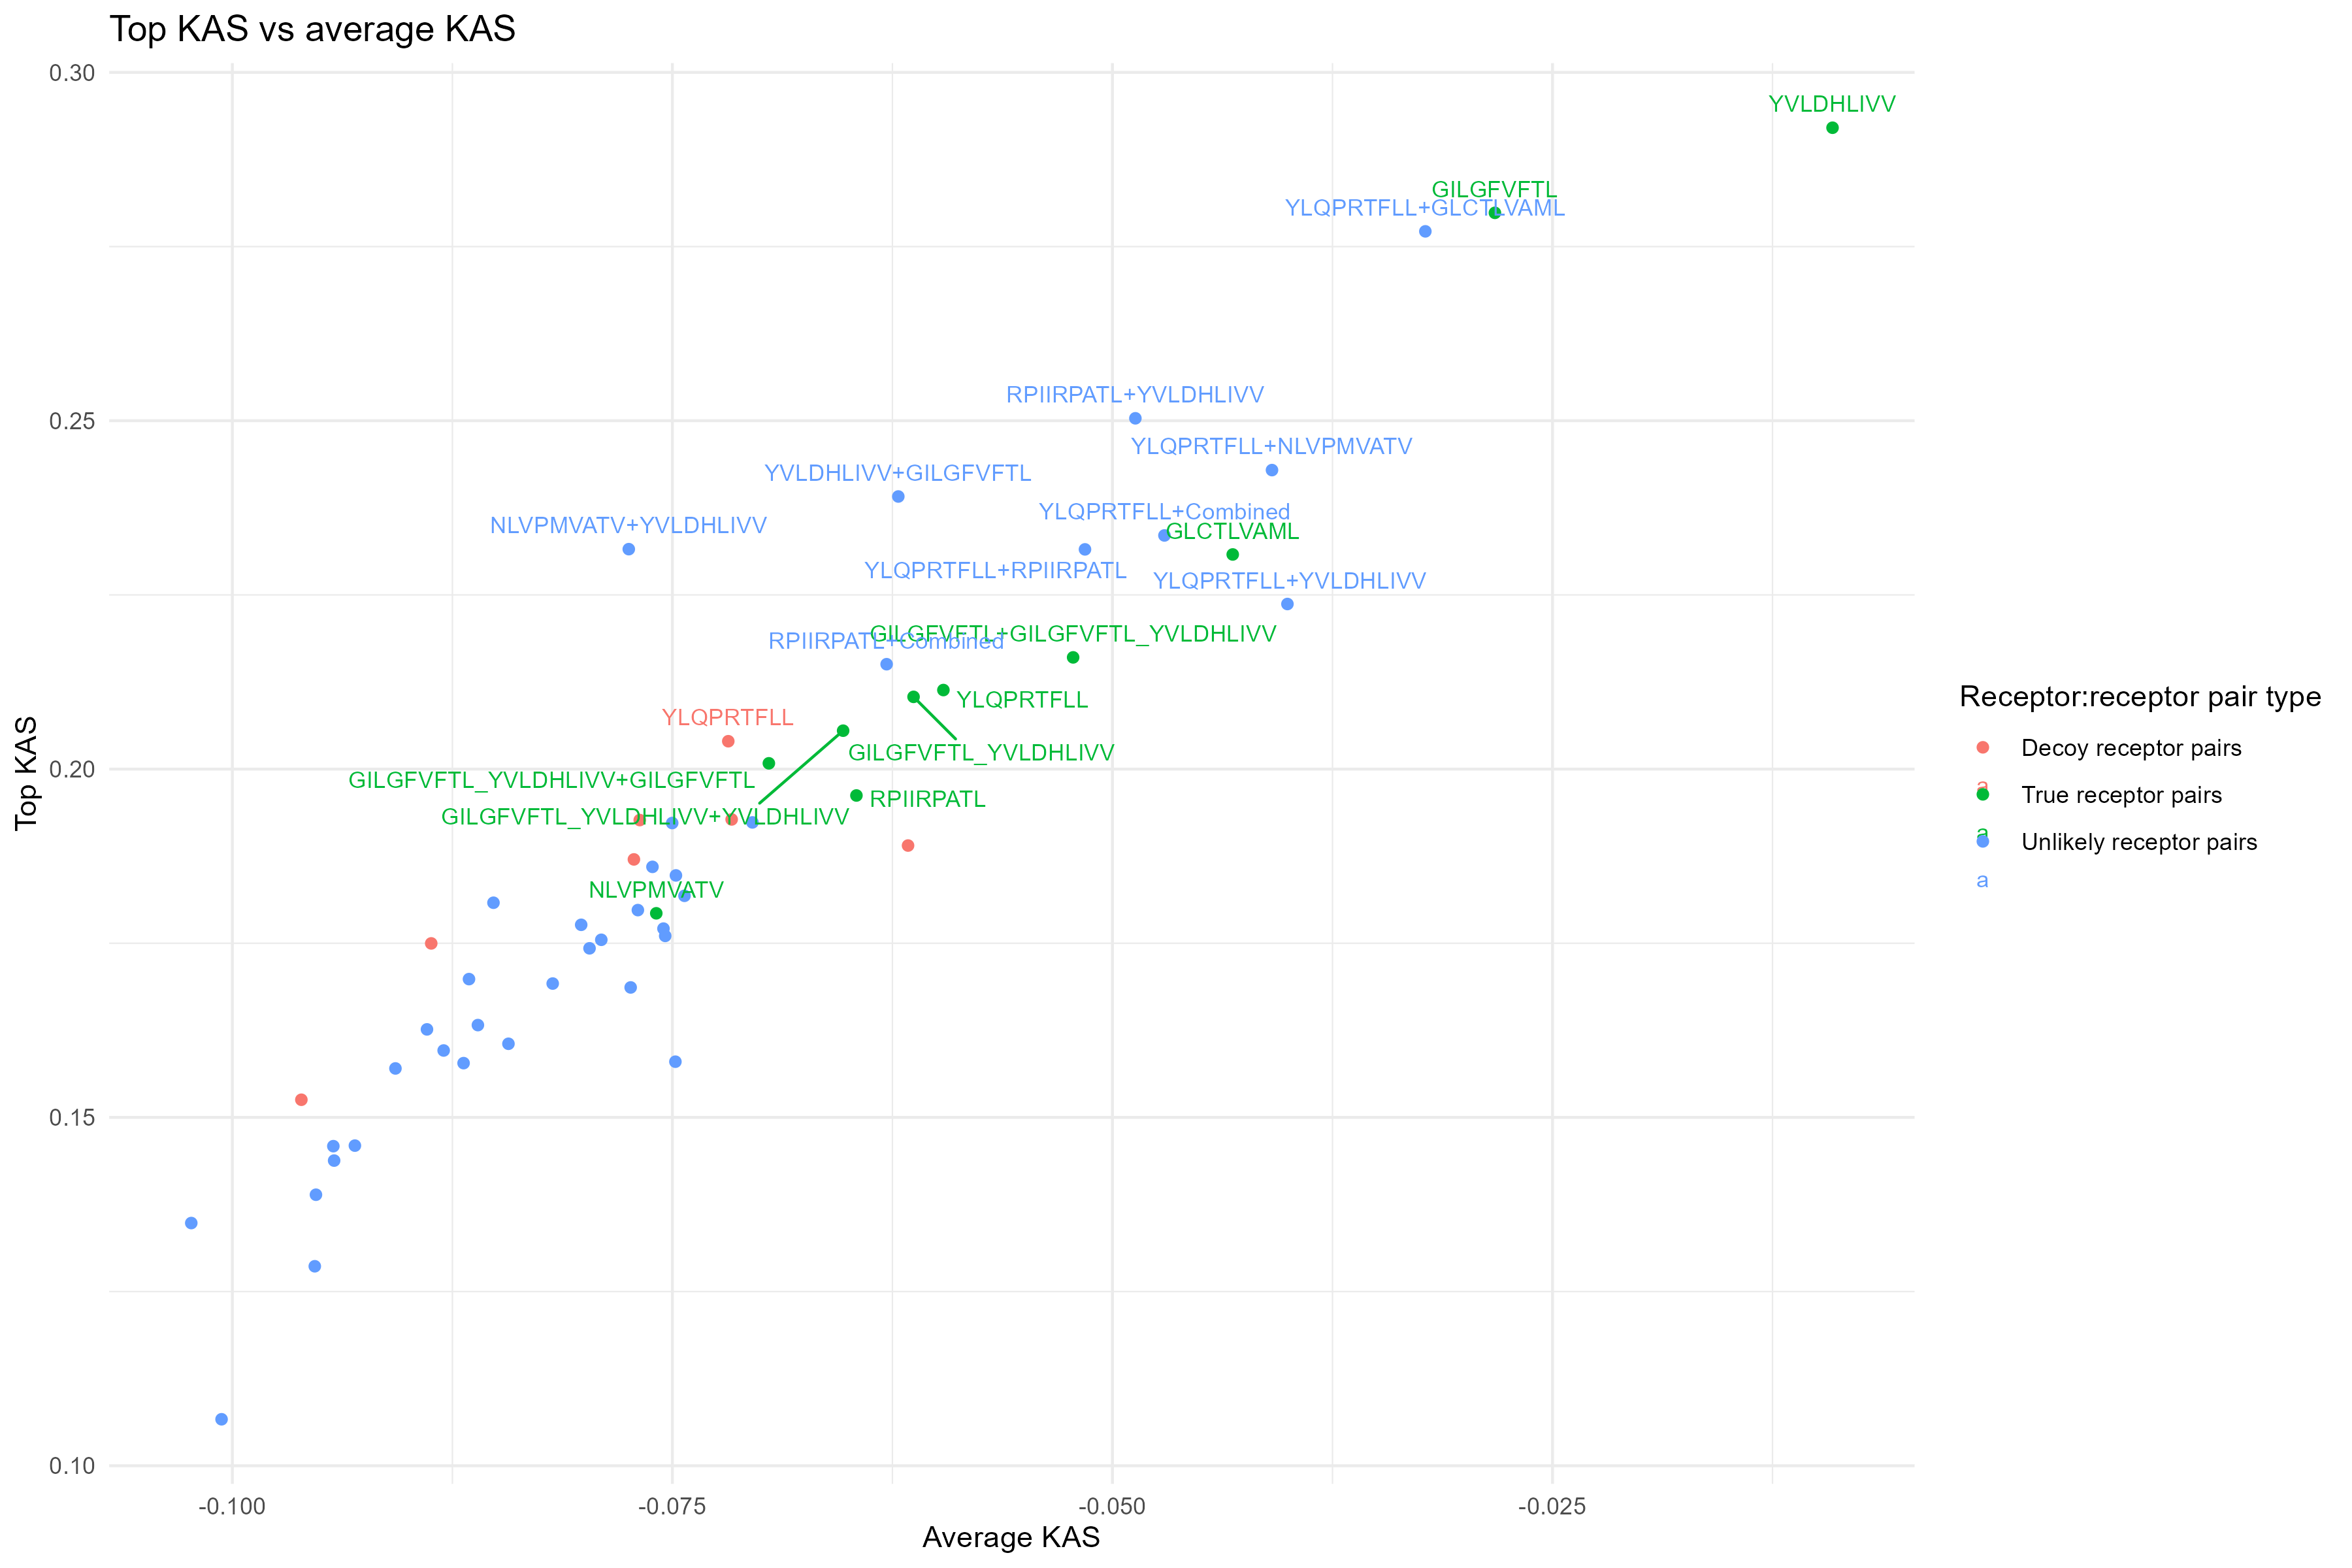 Top KAS vs average KAS
0.30
YVLDHLIVV
GILGFVFTL
YLQPRTFLL+GLCTLVAML
RPIIRPATL+YVLDHLIVV
0.25
YLQPRTFLL+NLVPMVATV
YVLDHLIVV+GILGFVFTL
YLQPRTFLL+Combined
NLVPMVATV+YVLDHLIVV
GLCTLVAML
YLQPRTFLL+RPIIRPATL
YLQPRTFLL+YVLDHLIVV
GILGFVFTL+GILGFVFTL_YVLDHLIVV
RPIIRPATL+Combined
YLQPRTFLL
YLQPRTFLL
GILGFVFTL_YVLDHLIVV
0.20
GILGFVFTL_YVLDHLIVV+GILGFVFTL
RPIIRPATL
GILGFVFTL_YVLDHLIVV+YVLDHLIVV
NLVPMVATV
0.15
0.10
Top KAS
-0.100
-0.075
-0.050
-0.025
Average KAS
Receptor:receptor pair type
Decoy receptor pairs
a
True receptor pairs
a
Unlikely receptor pairs
a